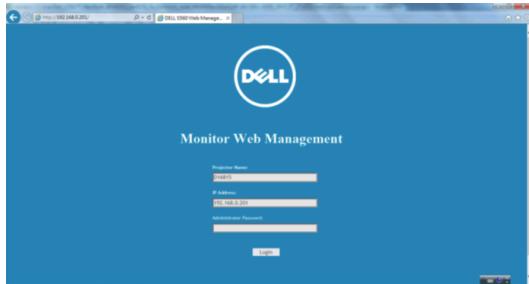 http://192.168.0.201/
DELL S560 Web Manage...
DELL
Monitor Web Management
Projector Name:
016815
IP Address:
192.168.0.201
Administrator Password:
Login